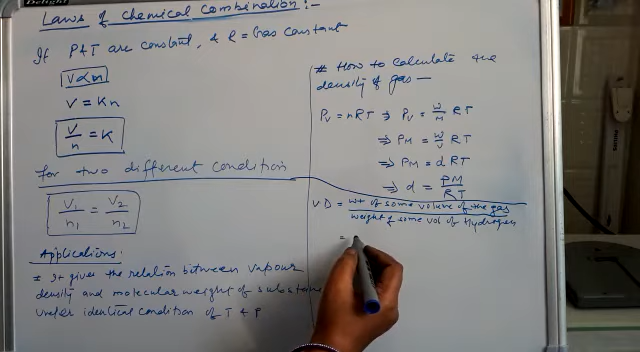 Laws of Chemical Combination:-
If P & T are constant, & R = Gas constant
V∝n
V = Kn
V/n = K
for two different condition
V1/n1 = V2/n2
Applications:
* It gives the relation between vapour
density and molecular weight of substan
under identical condition of T & P
# How to calculate the
density of gas —
PV = nRT ⇒ PV = w/M RT
⇒ PM = w/V RT
⇒ PM = dRT
⇒ d = PM/RT
VD = wt of some volume of the gas
weight of some vol of Hydrogen
=